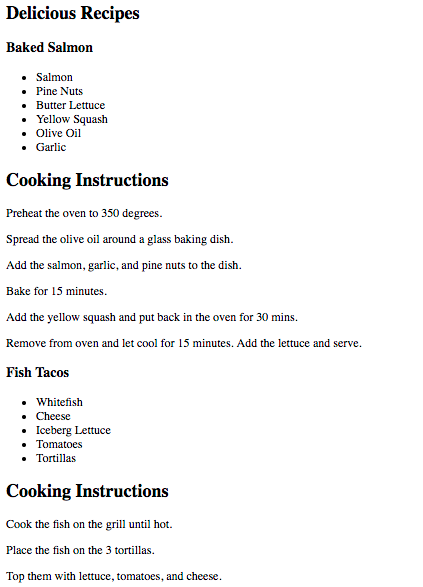 Delicious Recipes
Baked Salmon
Salmon
Pine Nuts
Butter Lettuce
Yellow Squash
Olive Oil
Garlic
Cooking Instructions
Preheat the oven to 350 degrees.
Spread the olive oil around a glass baking dish.
Add the salmon, garlic, and pine nuts to the dish.
Bake for 15 minutes.
Add the yellow squash and put back in the oven for 30 mins.
Remove from oven and let cool for 15 minutes. Add the lettuce and serve.
Fish Tacos
Whitefish
Cheese
Iceberg Lettuce
Tomatoes
Tortillas
Cooking Instructions
Cook the fish on the grill until hot.
Place the fish on the 3 tortillas.
Top them with lettuce, tomatoes, and cheese.